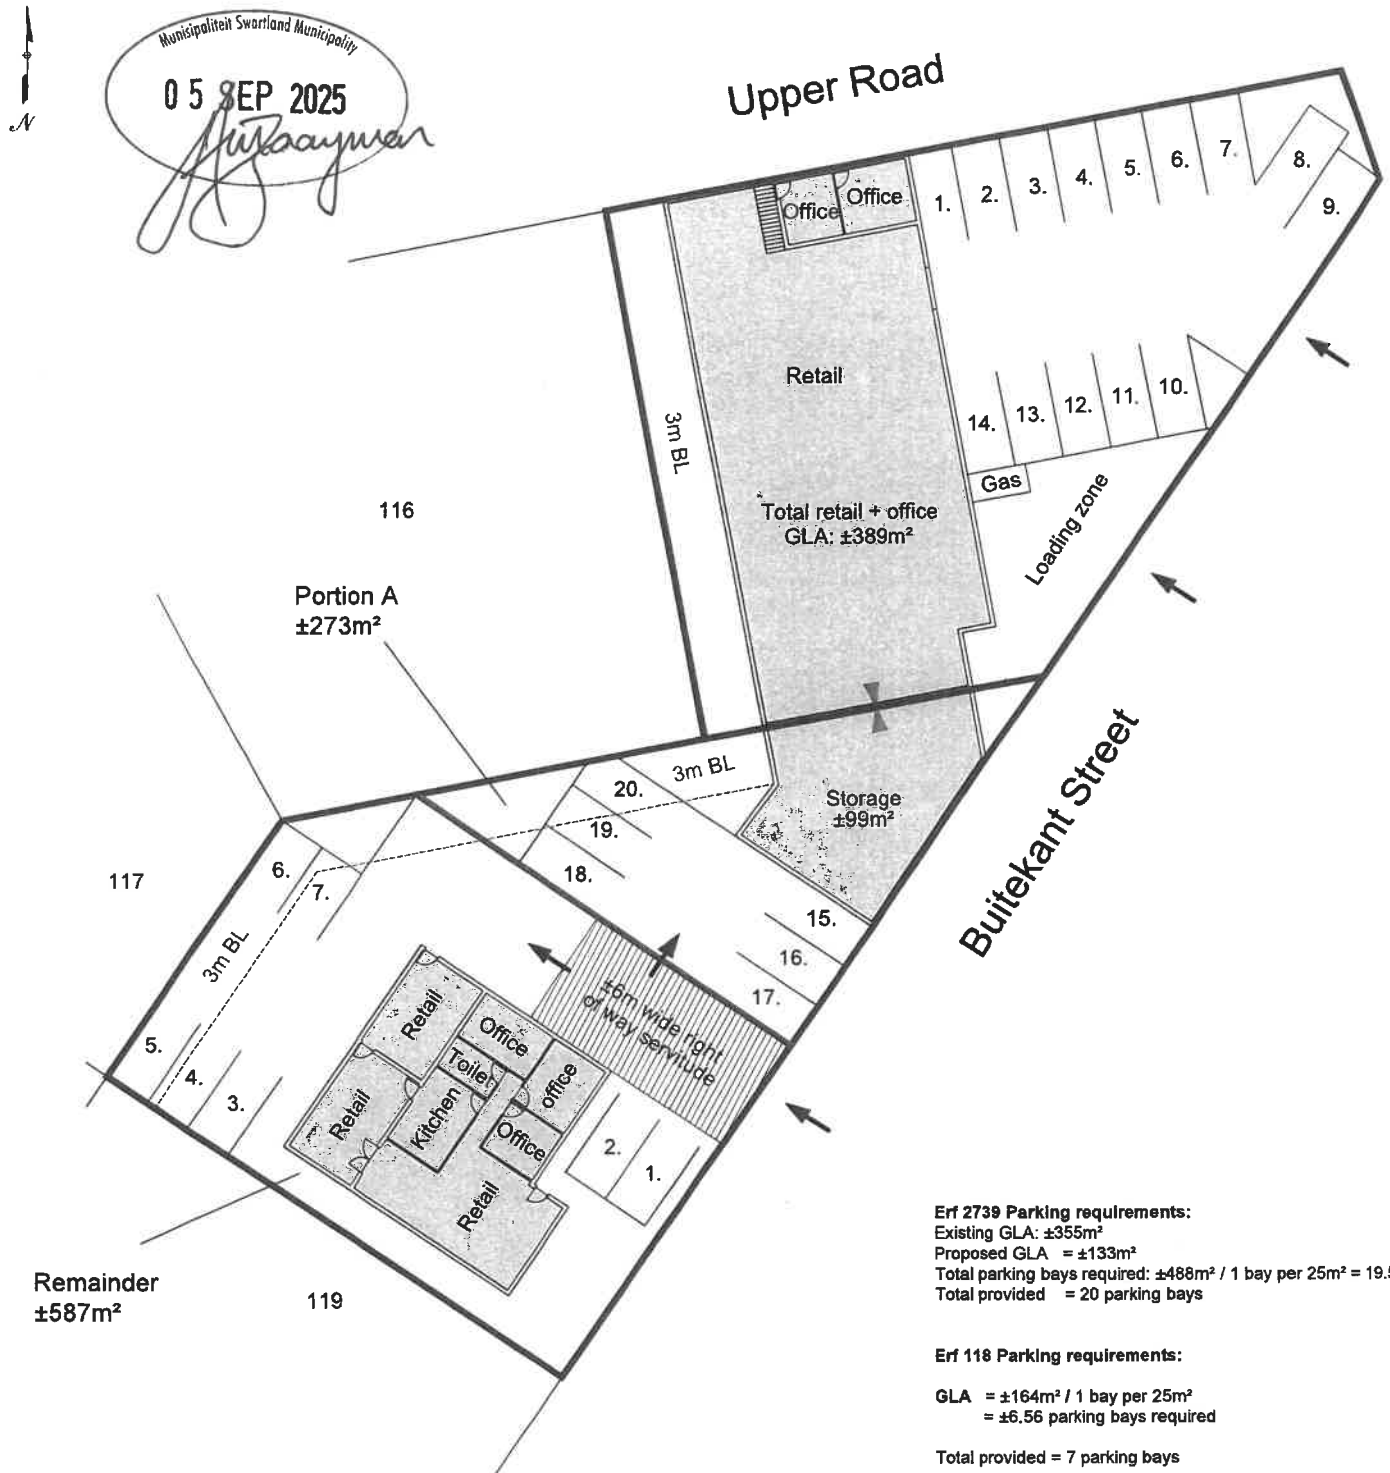 Munisipaliteit Swartland Municipality
05 SEP 2025
N
Upper Road
Office
Office
1.
2.
3.
4.
5.
6.
7.
8.
9.
Retail
3m BL
14.
13.
12.
11.
10.
Gas
Loading zone
Total retail + office
GLA: ±389m²
116
Portion A
±273m²
Buitekant Street
3m BL
20.
19.
18.
Storage
±99m²
15.
16.
17.
117
6.
7.
3m BL
±6m wide right
of way servitude
5.
4.
3.
Retail
Office
Toilet
office
Retail
Kitchen
Office
Retail
2.
1.
Remainder
±587m²
119
Erf 2739 Parking requirements:
Existing GLA: ±355m²
Proposed GLA = ±133m²
Total parking bays required: ±488m² / 1 bay per 25m² = 19.5
Total provided = 20 parking bays
Erf 118 Parking requirements:
GLA = ±164m² / 1 bay per 25m²
= ±6.56 parking bays required
Total provided = 7 parking bays